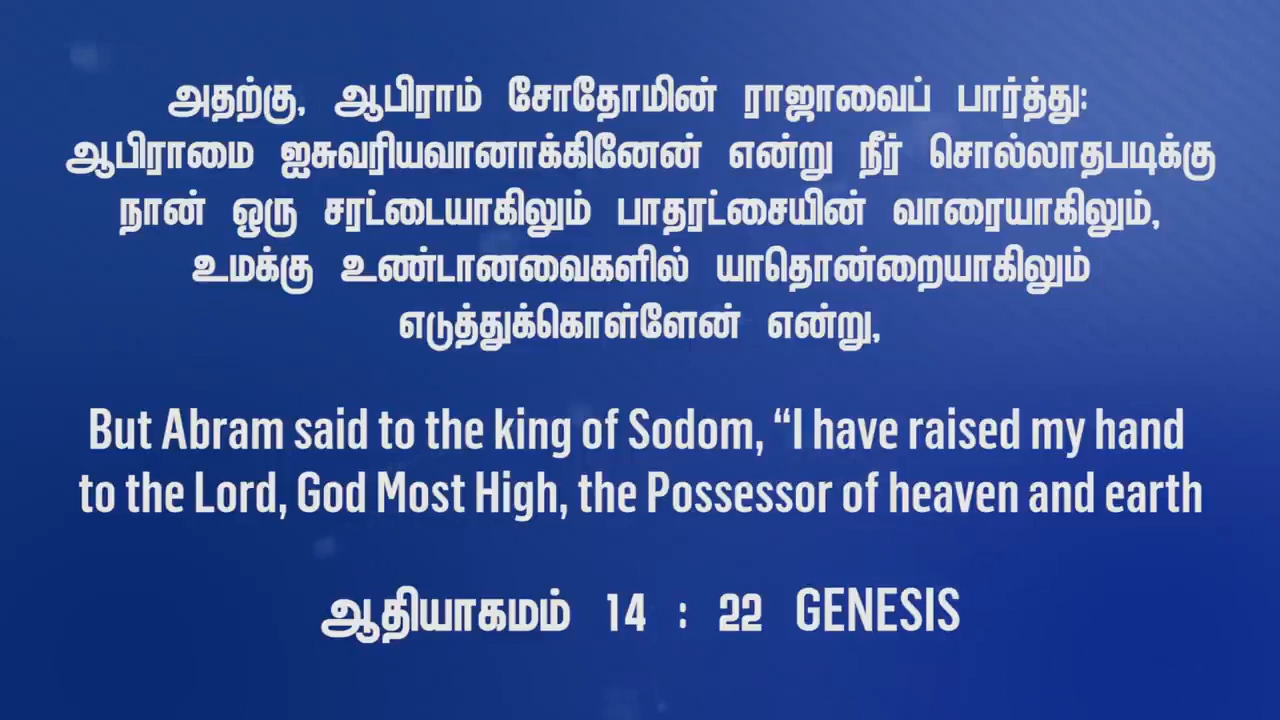 அதற்கு, ஆபிராம் சோதோமின் ராஜாவைப் பார்த்து:
ஆபிராமை ஐசுவரியவானாக்கினேன் என்று நீர் சொல்லாதபடிக்கு
நான் ஒரு சரட்டையாகிலும் பாதரட்சையின் வாரையாகிலும்,
உமக்கு உண்டானவைகளில் யாதொன்றையாகிலும்
எடுத்துக்கொள்ளேன் என்று,
But Abram said to the king of Sodom, “I have raised my hand
to the Lord, God Most High, the Possessor of heaven and earth
ஆதியாகமம் 14 : 22 GENESIS